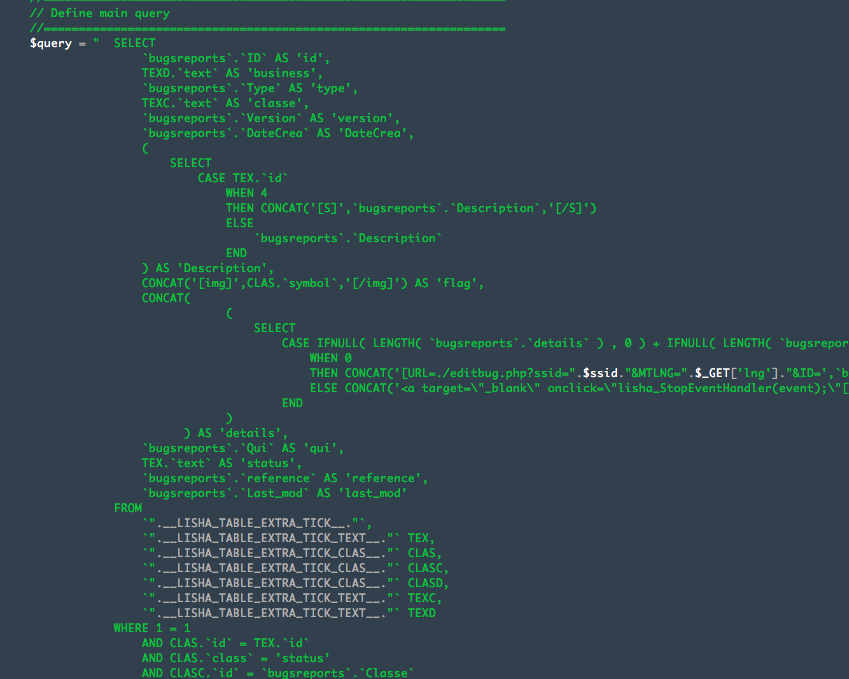 // Define main query
//==================================================================
$query = "  SELECT
`bugsreports`.`ID` AS 'id',
TEXD.`text` AS 'business',
`bugsreports`.`Type` AS 'type',
TEXC.`text` AS 'classe',
`bugsreports`.`Version` AS 'version',
`bugsreports`.`DateCrea` AS 'DateCrea',
(
SELECT
CASE TEX.`id`
WHEN 4
THEN CONCAT('[S]',`bugsreports`.`Description`,'[/S]')
ELSE
`bugsreports`.`Description`
END
) AS 'Description',
CONCAT('[img]',CLAS.`symbol`,'[/img]') AS 'flag',
CONCAT(
(
SELECT
CASE IFNULL( LENGTH( `bugsreports`.`details` ) , 0 ) + IFNULL( LENGTH( `bugsrepor
WHEN 0
THEN CONCAT('[URL=./editbug.php?ssid=".$ssid."&MTLNG=".$_GET['lng']."&ID=',`b
ELSE CONCAT('<a target=\"_blank\" onclick=\"lisha_StopEventHandler(event);\"[
END
)
) AS 'details',
`bugsreports`.`Qui` AS 'qui',
TEX.`text` AS 'status',
`bugsreports`.`reference` AS 'reference',
`bugsreports`.`Last_mod` AS 'last_mod'
FROM
`".__LISHA_TABLE_EXTRA_TICK__."`,
`".__LISHA_TABLE_EXTRA_TICK_TEXT__."` TEX,
`".__LISHA_TABLE_EXTRA_TICK_CLAS__."` CLAS,
`".__LISHA_TABLE_EXTRA_TICK_CLAS__."` CLASC,
`".__LISHA_TABLE_EXTRA_TICK_CLAS__."` CLASD,
`".__LISHA_TABLE_EXTRA_TICK_TEXT__."` TEXC,
`".__LISHA_TABLE_EXTRA_TICK_TEXT__."` TEXD
WHERE 1 = 1
AND CLAS.`id` = TEX.`id`
AND CLAS.`class` = 'status'
AND CLASC.`id` = `bugsreports`.`Classe`